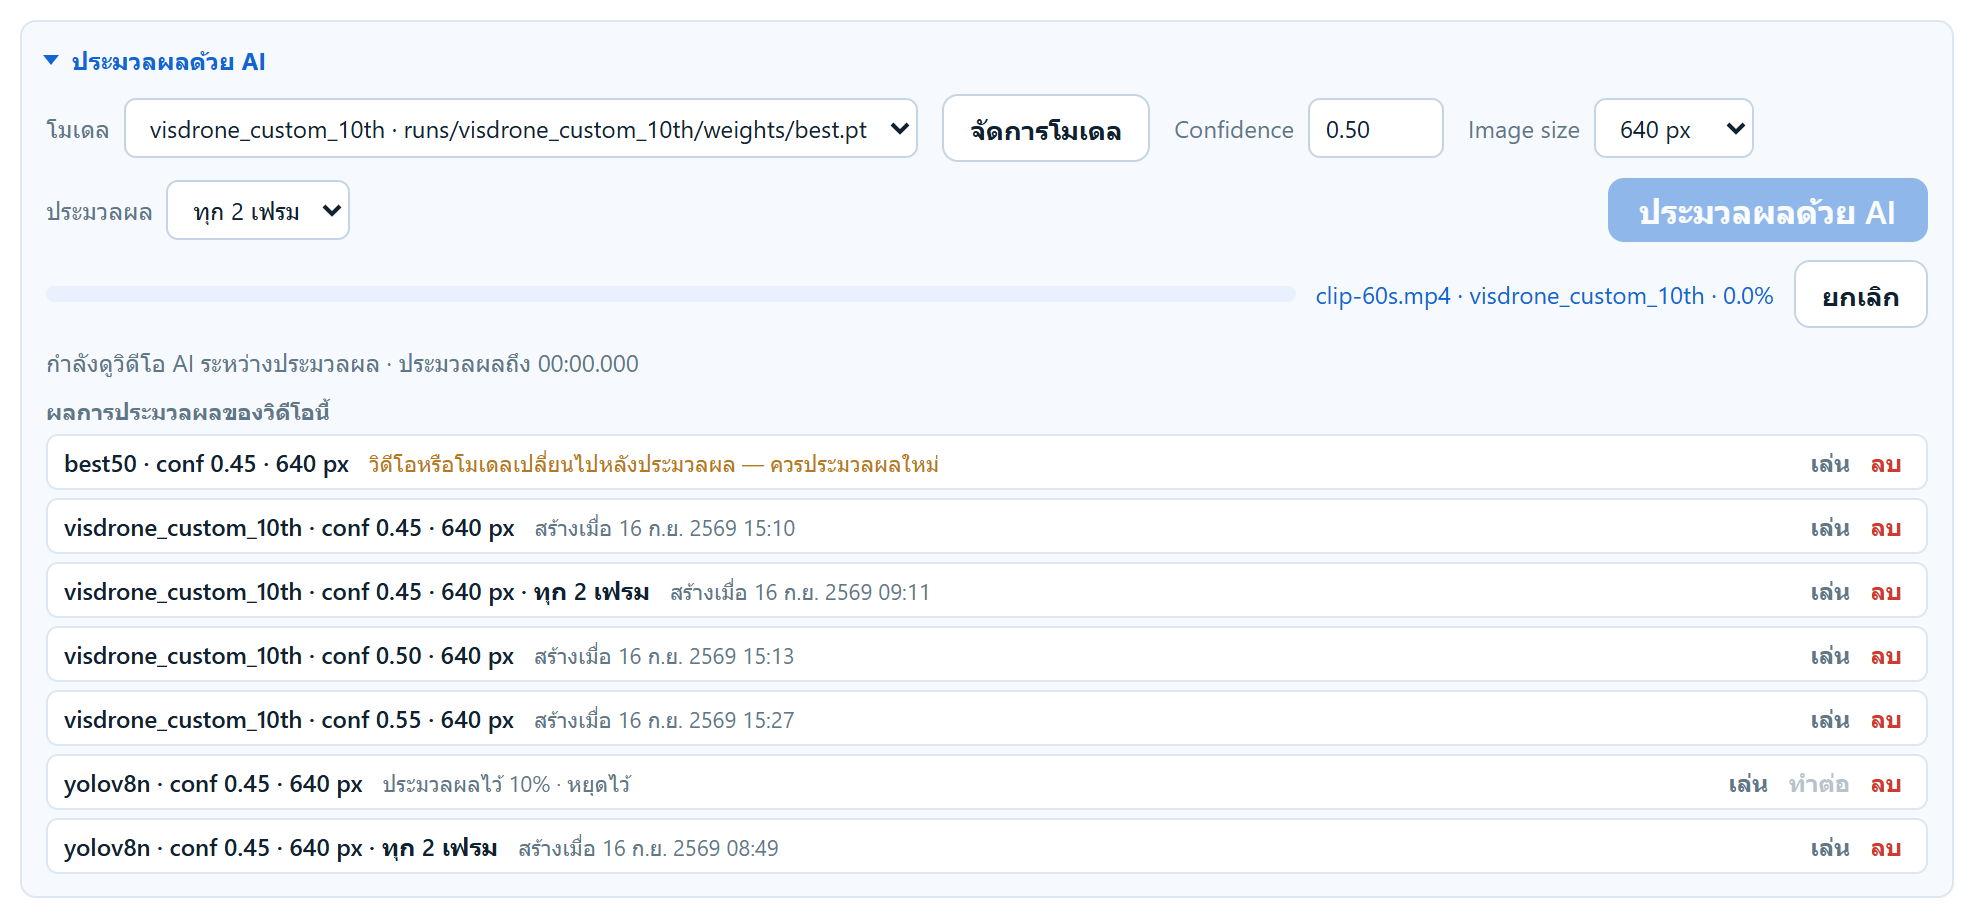 ประมวลผลด้วย AI
โมเดล visdrone_custom_10th · runs/visdrone_custom_10th/weights/best.pt จัดการโมเดล Confidence 0.50 Image size 640 px
ประมวลผล ทุก 2 เฟรม ประมวลผลด้วย AI
clip-60s.mp4 · visdrone_custom_10th · 0.0% ยกเลิก
กำลังดูวิดีโอ AI ระหว่างประมวลผล · ประมวลผลถึง 00:00.000
ผลการประมวลผลของวิดีโอนี้
best50 · conf 0.45 · 640 px วิดีโอหรือโมเดลเปลี่ยนไปหลังประมวลผล — ควรประมวลผลใหม่ เล่น ลบ
visdrone_custom_10th · conf 0.45 · 640 px สร้างเมื่อ 16 ก.ย. 2569 15:10 เล่น ลบ
visdrone_custom_10th · conf 0.45 · 640 px · ทุก 2 เฟรม สร้างเมื่อ 16 ก.ย. 2569 09:11 เล่น ลบ
visdrone_custom_10th · conf 0.50 · 640 px สร้างเมื่อ 16 ก.ย. 2569 15:13 เล่น ลบ
visdrone_custom_10th · conf 0.55 · 640 px สร้างเมื่อ 16 ก.ย. 2569 15:27 เล่น ลบ
yolov8n · conf 0.45 · 640 px ประมวลผลไว้ 10% · หยุดไว้ เล่น ทำต่อ ลบ
yolov8n · conf 0.45 · 640 px · ทุก 2 เฟรม สร้างเมื่อ 16 ก.ย. 2569 08:49 เล่น ลบ